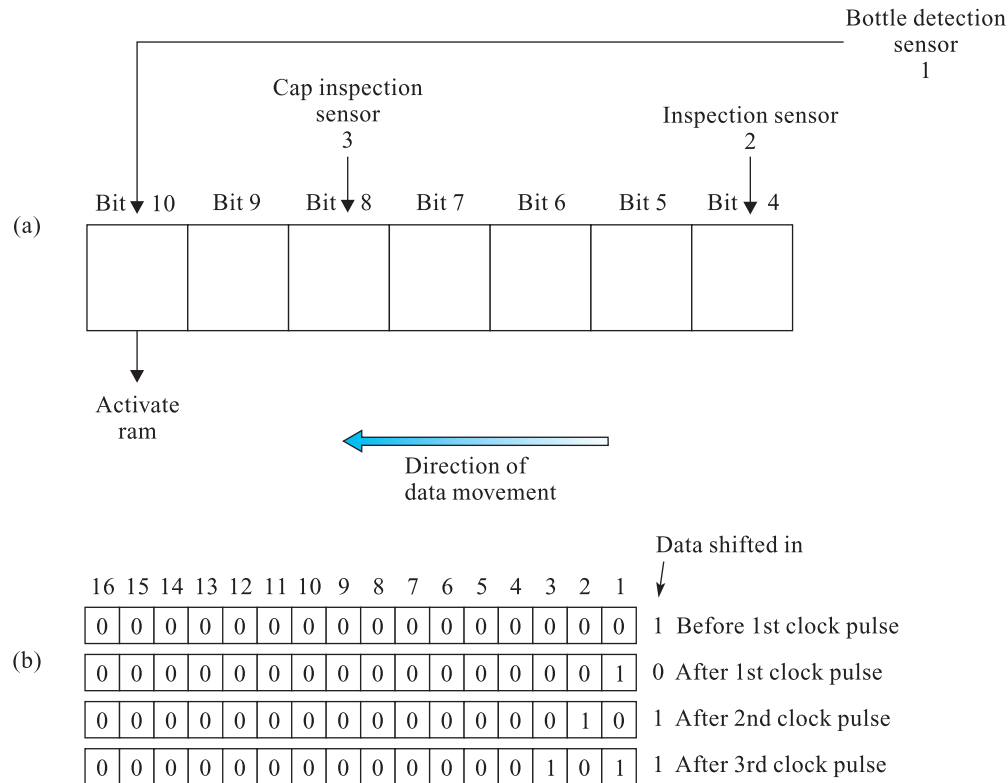 (a)
Bottle detection
sensor
1
Cap inspection
sensor
3
Inspection sensor
2
Bit 10 Bit 9 Bit 8 Bit 7 Bit 6 Bit 5 Bit 4
Activate
ram
Direction of
data movement
(b)
Data shifted in
16 15 14 13 12 11 10 9 8 7 6 5 4 3 2 1
0 0 0 0 0 0 0 0 0 0 0 0 0 0 0 0 1 Before 1st clock pulse
0 0 0 0 0 0 0 0 0 0 0 0 0 0 0 1 0 After 1st clock pulse
0 0 0 0 0 0 0 0 0 0 0 0 0 0 1 0 1 After 2nd clock pulse
0 0 0 0 0 0 0 0 0 0 0 0 0 1 0 1 1 After 3rd clock pulse